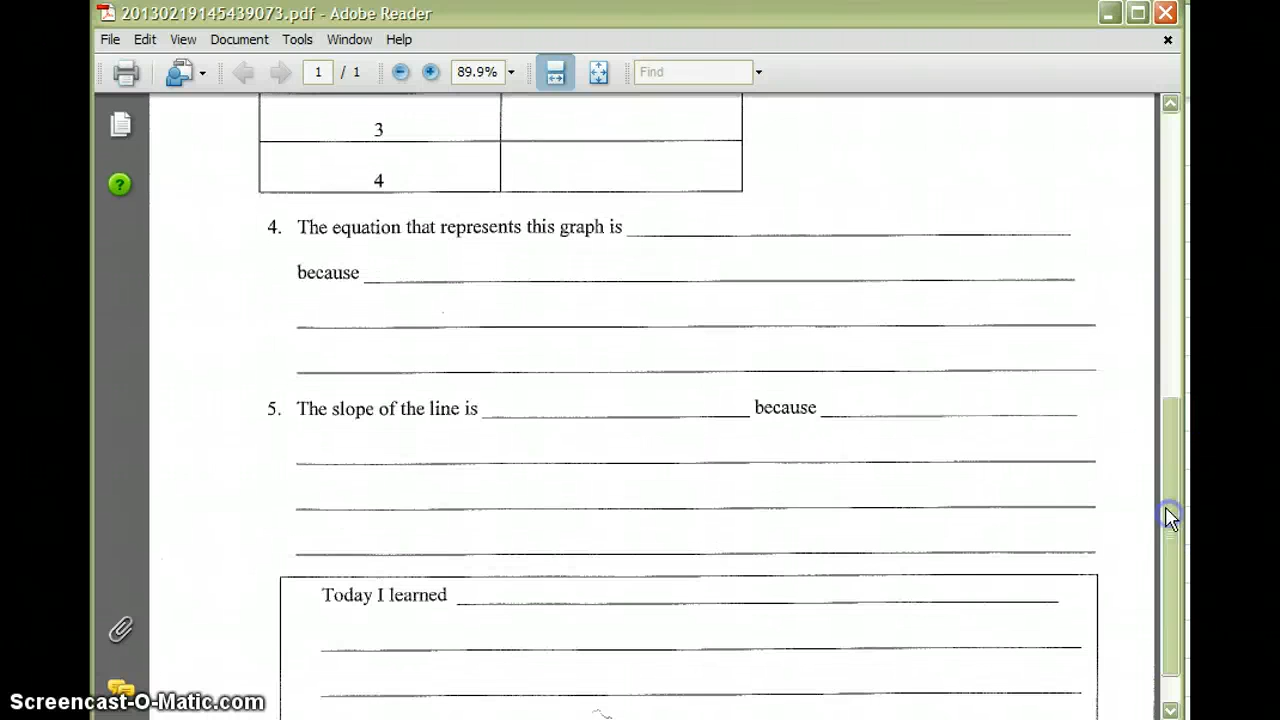 20130219145439073.pdf - Adobe Reader
File Edit View Document Tools Window Help
1 / 1 89.9% Find
3
4
4. The equation that represents this graph is
because
5. The slope of the line is because
Today I learned
Screencast-O-Matic.com